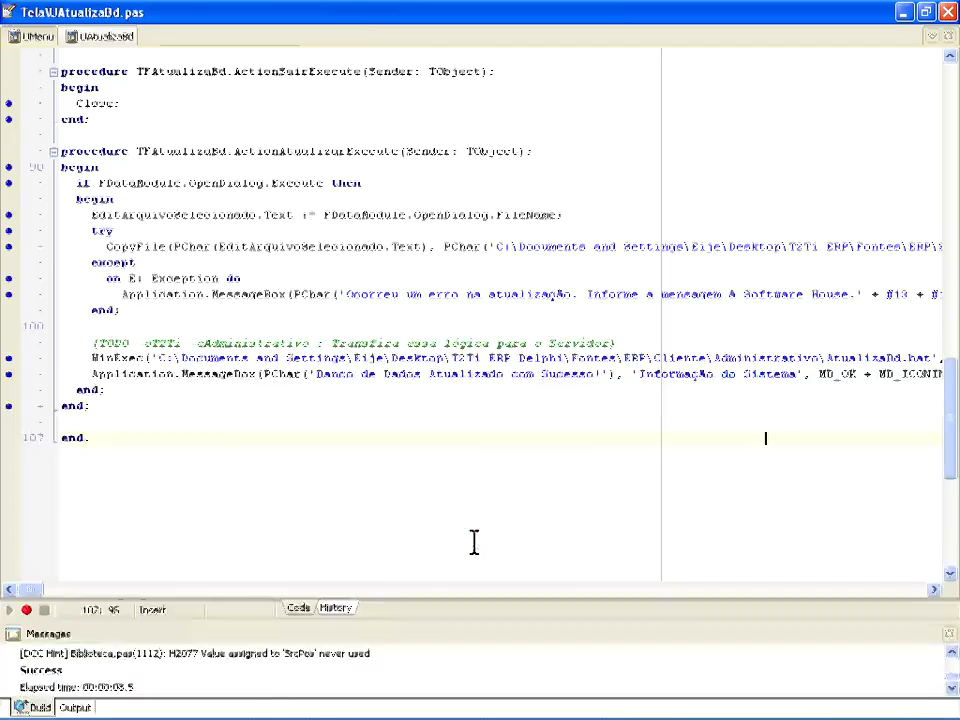 Tela\UAtualizaBd.pas
UMenu UAtualizaBd
procedure TFAtualizaBd.ActionSairExecute(Sender: TObject);
begin
Close;
end;
procedure TFAtualizaBd.ActionAtualizarExecute(Sender: TObject);
90 begin
if FDataModule.OpenDialog.Execute then
begin
EditArquivoSelecionado.Text := FDataModule.OpenDialog.FileName;
try
CopyFile(PChar(EditArquivoSelecionado.Text), PChar('C:\Documents and Settings\Eije\Desktop\T2Ti ERP\Fontes\ERP\
except
on E: Exception do
Application.MessageBox(PChar('Ocorreu um erro na atualização. Informe a mensagem à Software House.' + #13 +
end;
100
{TODO -oT2Ti -cAdministrativo : Transfira essa lógica para o Servidor}
WinExec('C:\Documents and Settings\Eije\Desktop\T2Ti ERP Delphi\Fontes\ERP\Cliente\Administrativo\AtualizaBd.bat',
Application.MessageBox(PChar('Banco de Dados Atualizado com Sucesso!'), 'Informação do Sistema', MB_OK + MB_ICONIN
end;
end;
107 end.
107: 95 Insert Code History
Messages
[DCC Hint] Biblioteca.pas(1112): H2077 Value assigned to 'SrcPos' never used
Success
Elapsed time: 00:00:03.5
Build Output